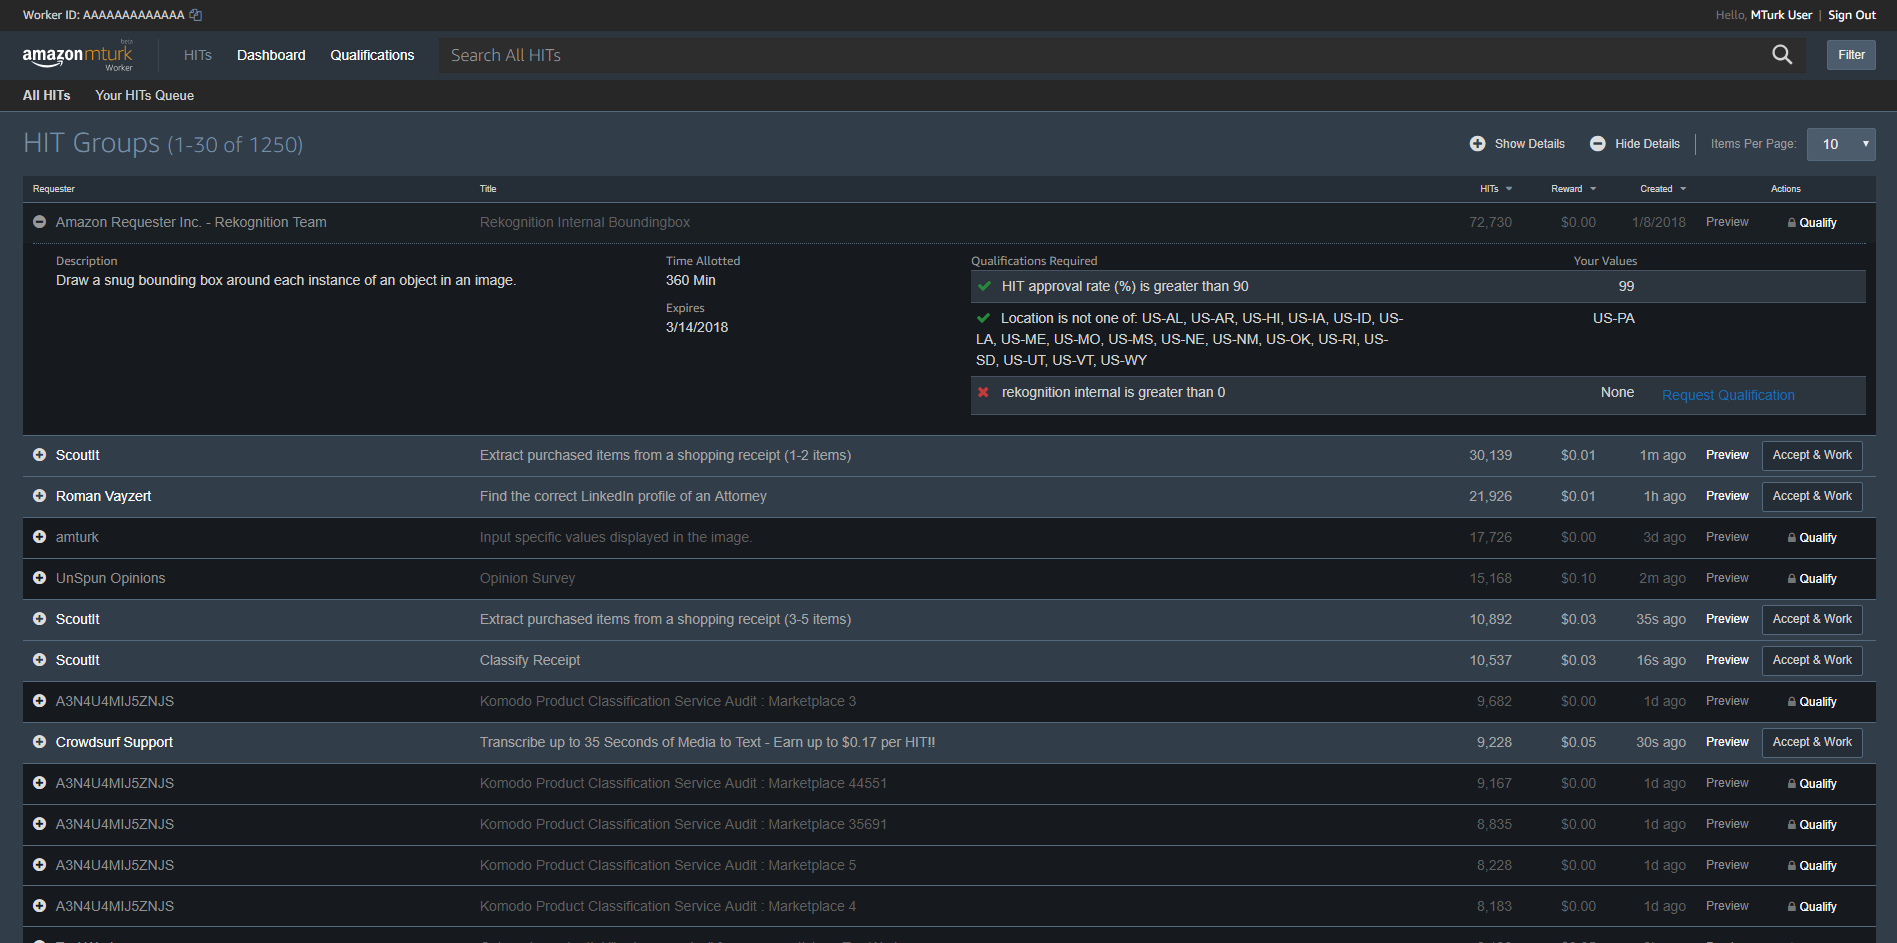 Worker ID: AAAAAAAAAAAAA
Hello, MTurk User | Sign Out
amazonmturk beta Worker
HITs Dashboard Qualifications
Search All HITs
Filter
All HITs Your HITs Queue
HIT Groups (1-30 of 1250)
Show Details Hide Details Items Per Page: 10
Requester Title HITs Reward Created Actions
Amazon Requester Inc. - Rekognition Team Rekognition Internal Boundingbox 72,730 $0.00 1/8/2018 Preview Qualify
Description Time Allotted Qualifications Required Your Values
Draw a snug bounding box around each instance of an object in an image. 360 Min
HIT approval rate (%) is greater than 90 99
Expires
3/14/2018
Location is not one of: US-AL, US-AR, US-HI, US-IA, US-ID, US- US-PA
LA, US-ME, US-MO, US-MS, US-NE, US-NM, US-OK, US-RI, US-
SD, US-UT, US-VT, US-WY
rekognition internal is greater than 0 None Request Qualification
ScoutIt Extract purchased items from a shopping receipt (1-2 items) 30,139 $0.01 1m ago Preview Accept & Work
Roman Vayzert Find the correct LinkedIn profile of an Attorney 21,926 $0.01 1h ago Preview Accept & Work
amturk Input specific values displayed in the image. 17,726 $0.00 3d ago Preview Qualify
UnSpun Opinions Opinion Survey 15,168 $0.10 2m ago Preview Qualify
ScoutIt Extract purchased items from a shopping receipt (3-5 items) 10,892 $0.03 35s ago Preview Accept & Work
ScoutIt Classify Receipt 10,537 $0.03 16s ago Preview Accept & Work
A3N4U4MIJ5ZNJS Komodo Product Classification Service Audit : Marketplace 3 9,682 $0.00 1d ago Preview Qualify
Crowdsurf Support Transcribe up to 35 Seconds of Media to Text - Earn up to $0.17 per HIT!! 9,228 $0.05 30s ago Preview Accept & Work
A3N4U4MIJ5ZNJS Komodo Product Classification Service Audit : Marketplace 44551 9,167 $0.00 1d ago Preview Qualify
A3N4U4MIJ5ZNJS Komodo Product Classification Service Audit : Marketplace 35691 8,835 $0.00 1d ago Preview Qualify
A3N4U4MIJ5ZNJS Komodo Product Classification Service Audit : Marketplace 5 8,228 $0.00 1d ago Preview Qualify
A3N4U4MIJ5ZNJS Komodo Product Classification Service Audit : Marketplace 4 8,183 $0.00 1d ago Preview Qualify